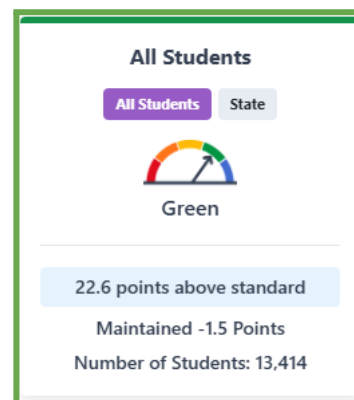 All Students
All Students State
Green
22.6 points above standard
Maintained -1.5 Points
Number of Students: 13,414